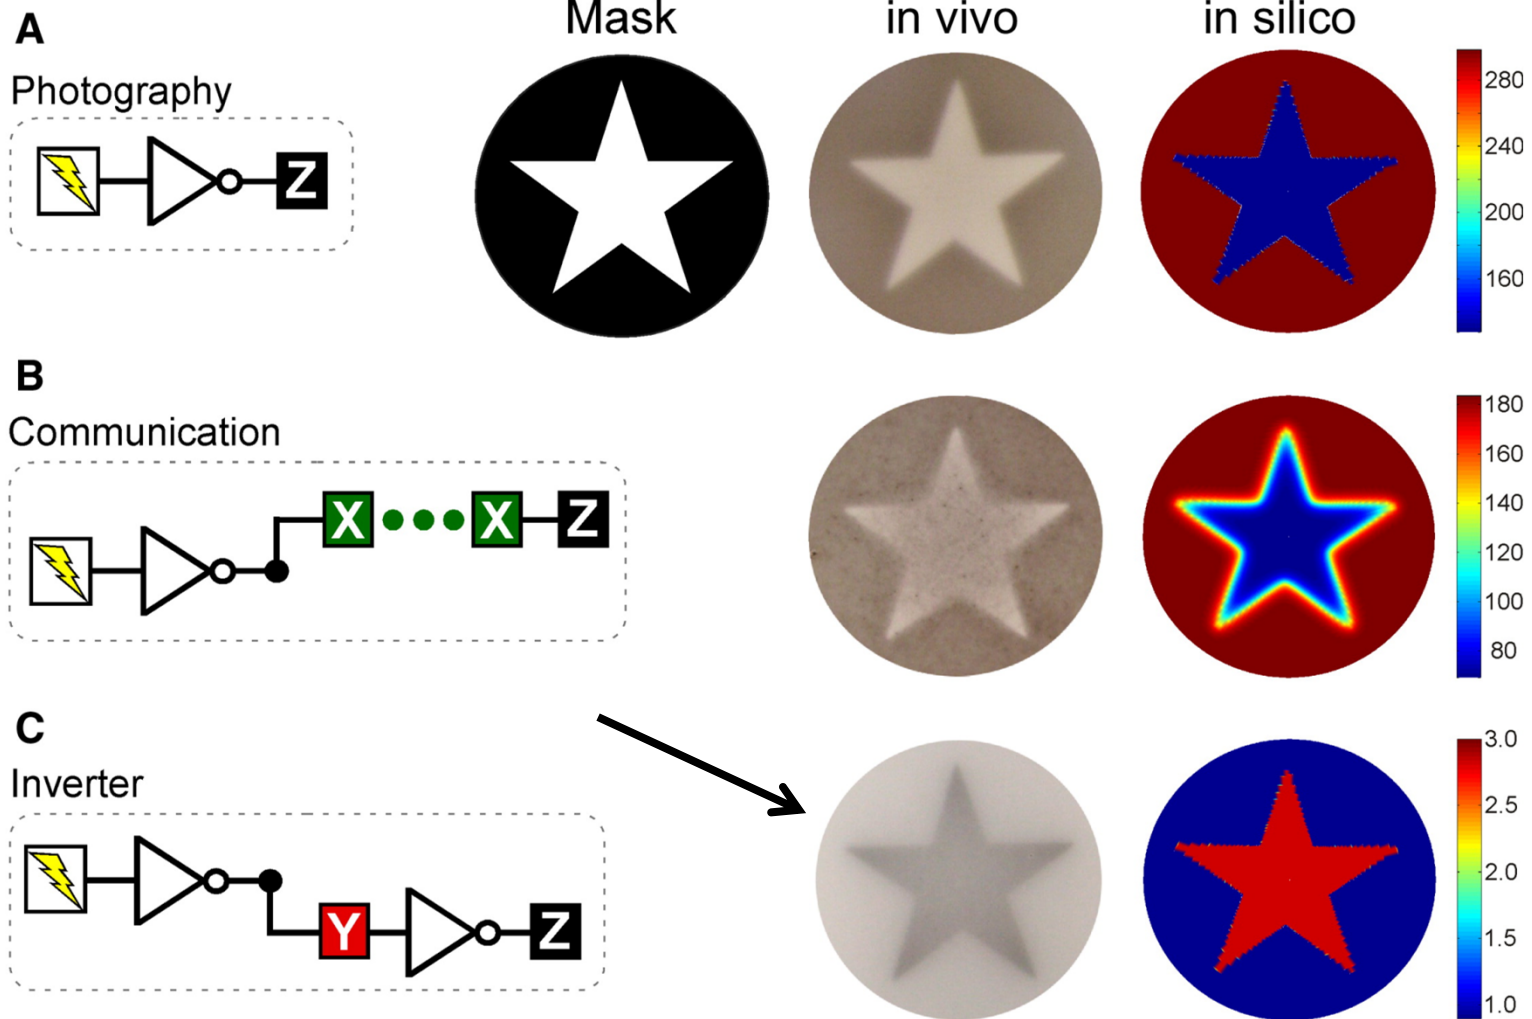 A
Mask
in vivo
in silico
Photography
Z
280
240
200
160
B
Communication
X
X
Z
180
160
140
120
100
80
C
Inverter
Y
Z
3.0
2.5
2.0
1.5
1.0